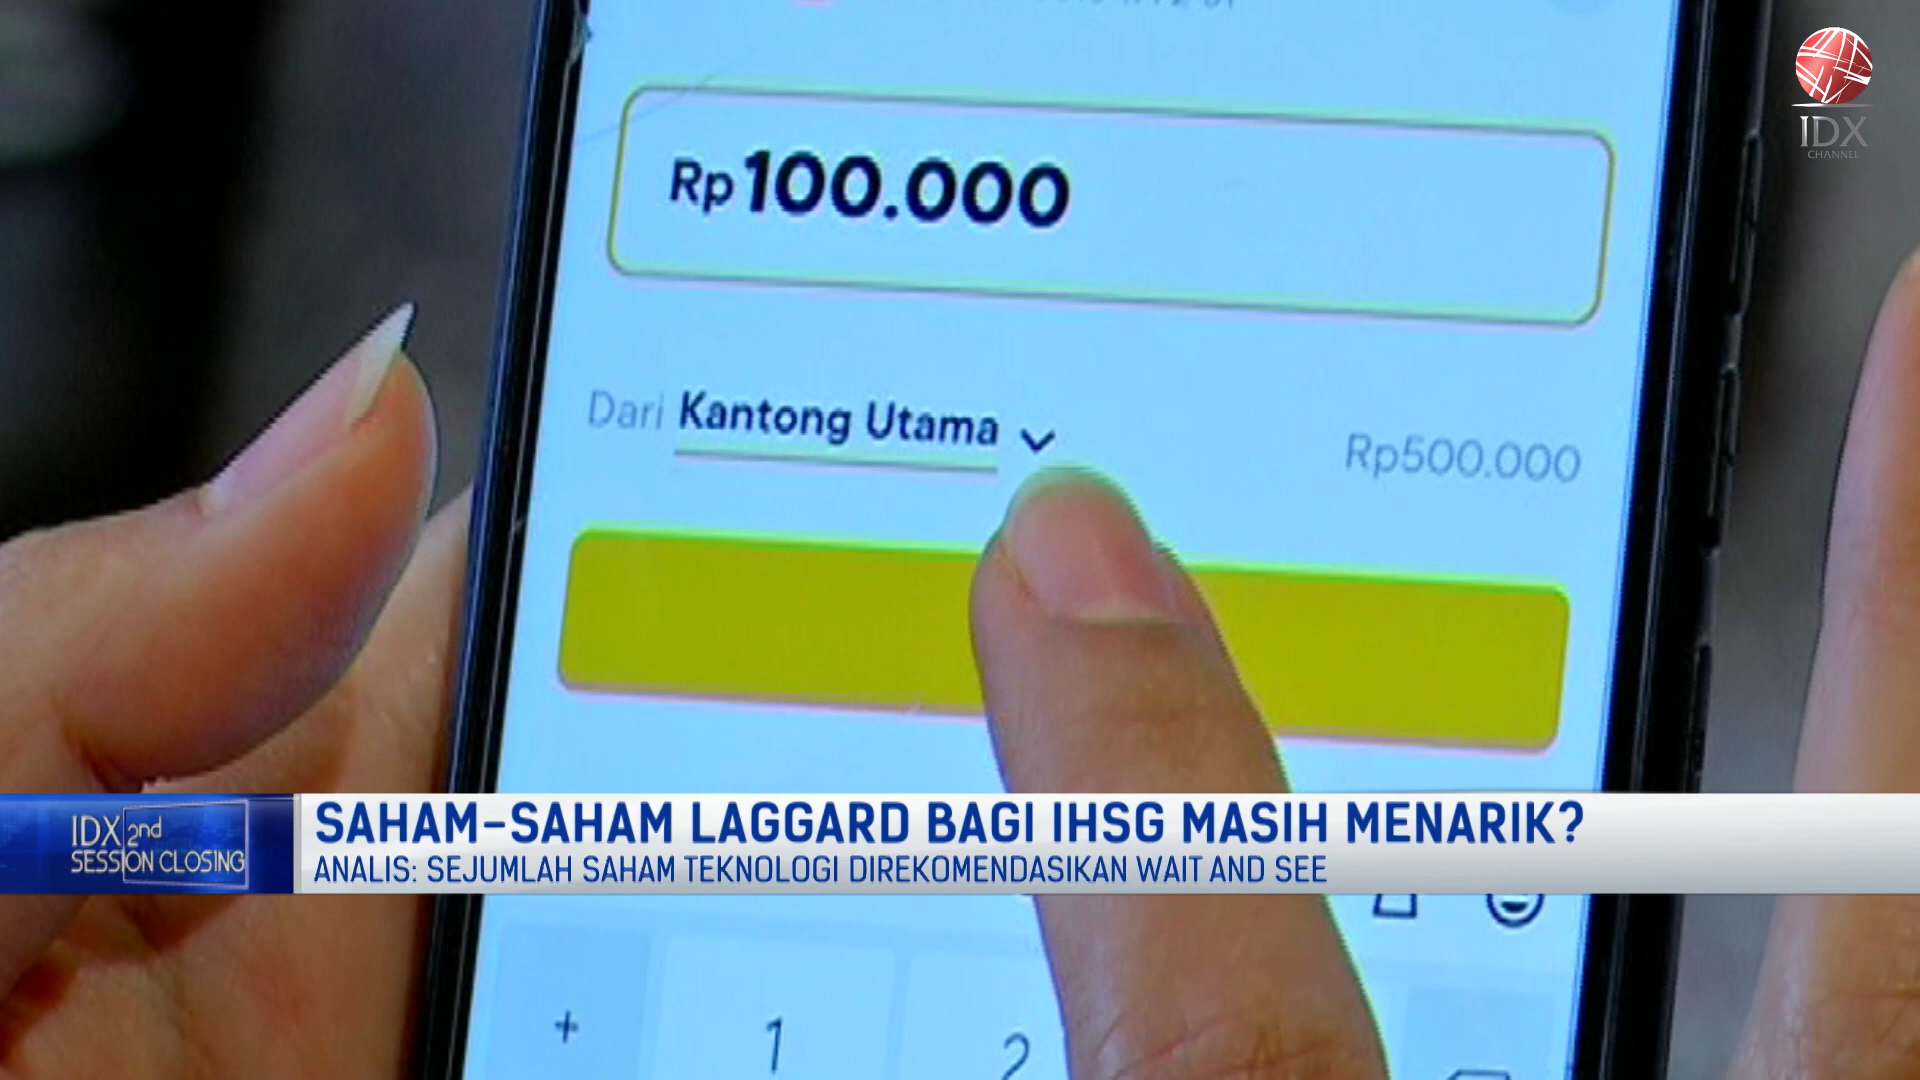 IDX
CHANNEL
Rp100.000
Dari Kantong Utama
Rp500.000
IDX 2nd
SESSION CLOSING
SAHAM-SAHAM LAGGARD BAGI IHSG MASIH MENARIK?
ANALIS: SEJUMLAH SAHAM TEKNOLOGI DIREKOMENDASIKAN WAIT AND SEE
+ 1 2